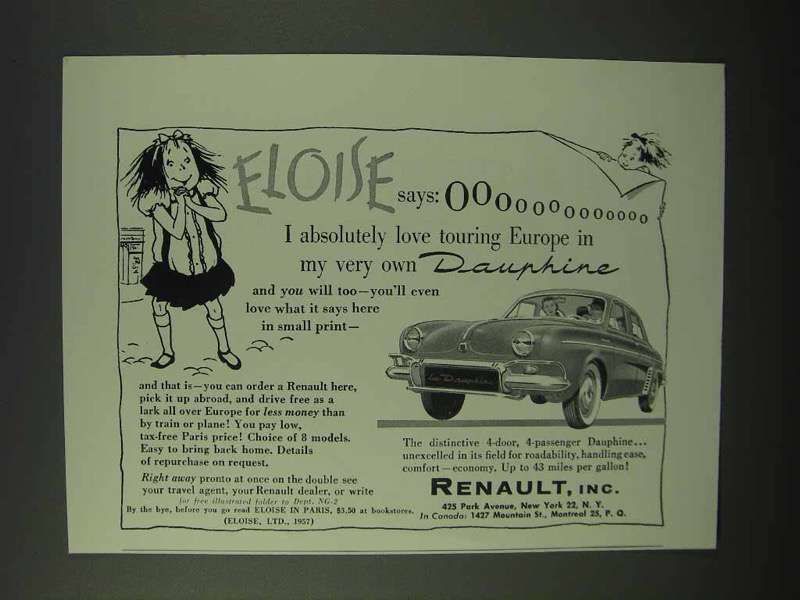 ELOISE says: Ooooooooooooo
I absolutely love touring Europe in
my very own Dauphine
and you will too—you'll even
love what it says here
in small print—
and that is—you can order a Renault here,
pick it up abroad, and drive free as a
lark all over Europe for less money than
by train or plane! You pay low,
tax-free Paris price! Choice of 8 models.
Easy to bring back home. Details
of repurchase on request.
Right away pronto at once on the double see
your travel agent, your Renault dealer, or write
for free illustrated folder to Dept. NG-2
By the bye, before you go read ELOISE IN PARIS, $3.50 at bookstores.
(ELOISE, LTD., 1957)
La Dauphine
The distinctive 4-door, 4-passenger Dauphine...
unexcelled in its field for roadability, handling ease,
comfort—economy. Up to 43 miles per gallon!
RENAULT, INC.
425 Park Avenue, New York 22, N. Y.
In Canada: 1427 Mountain St., Montreal 25, P. Q.